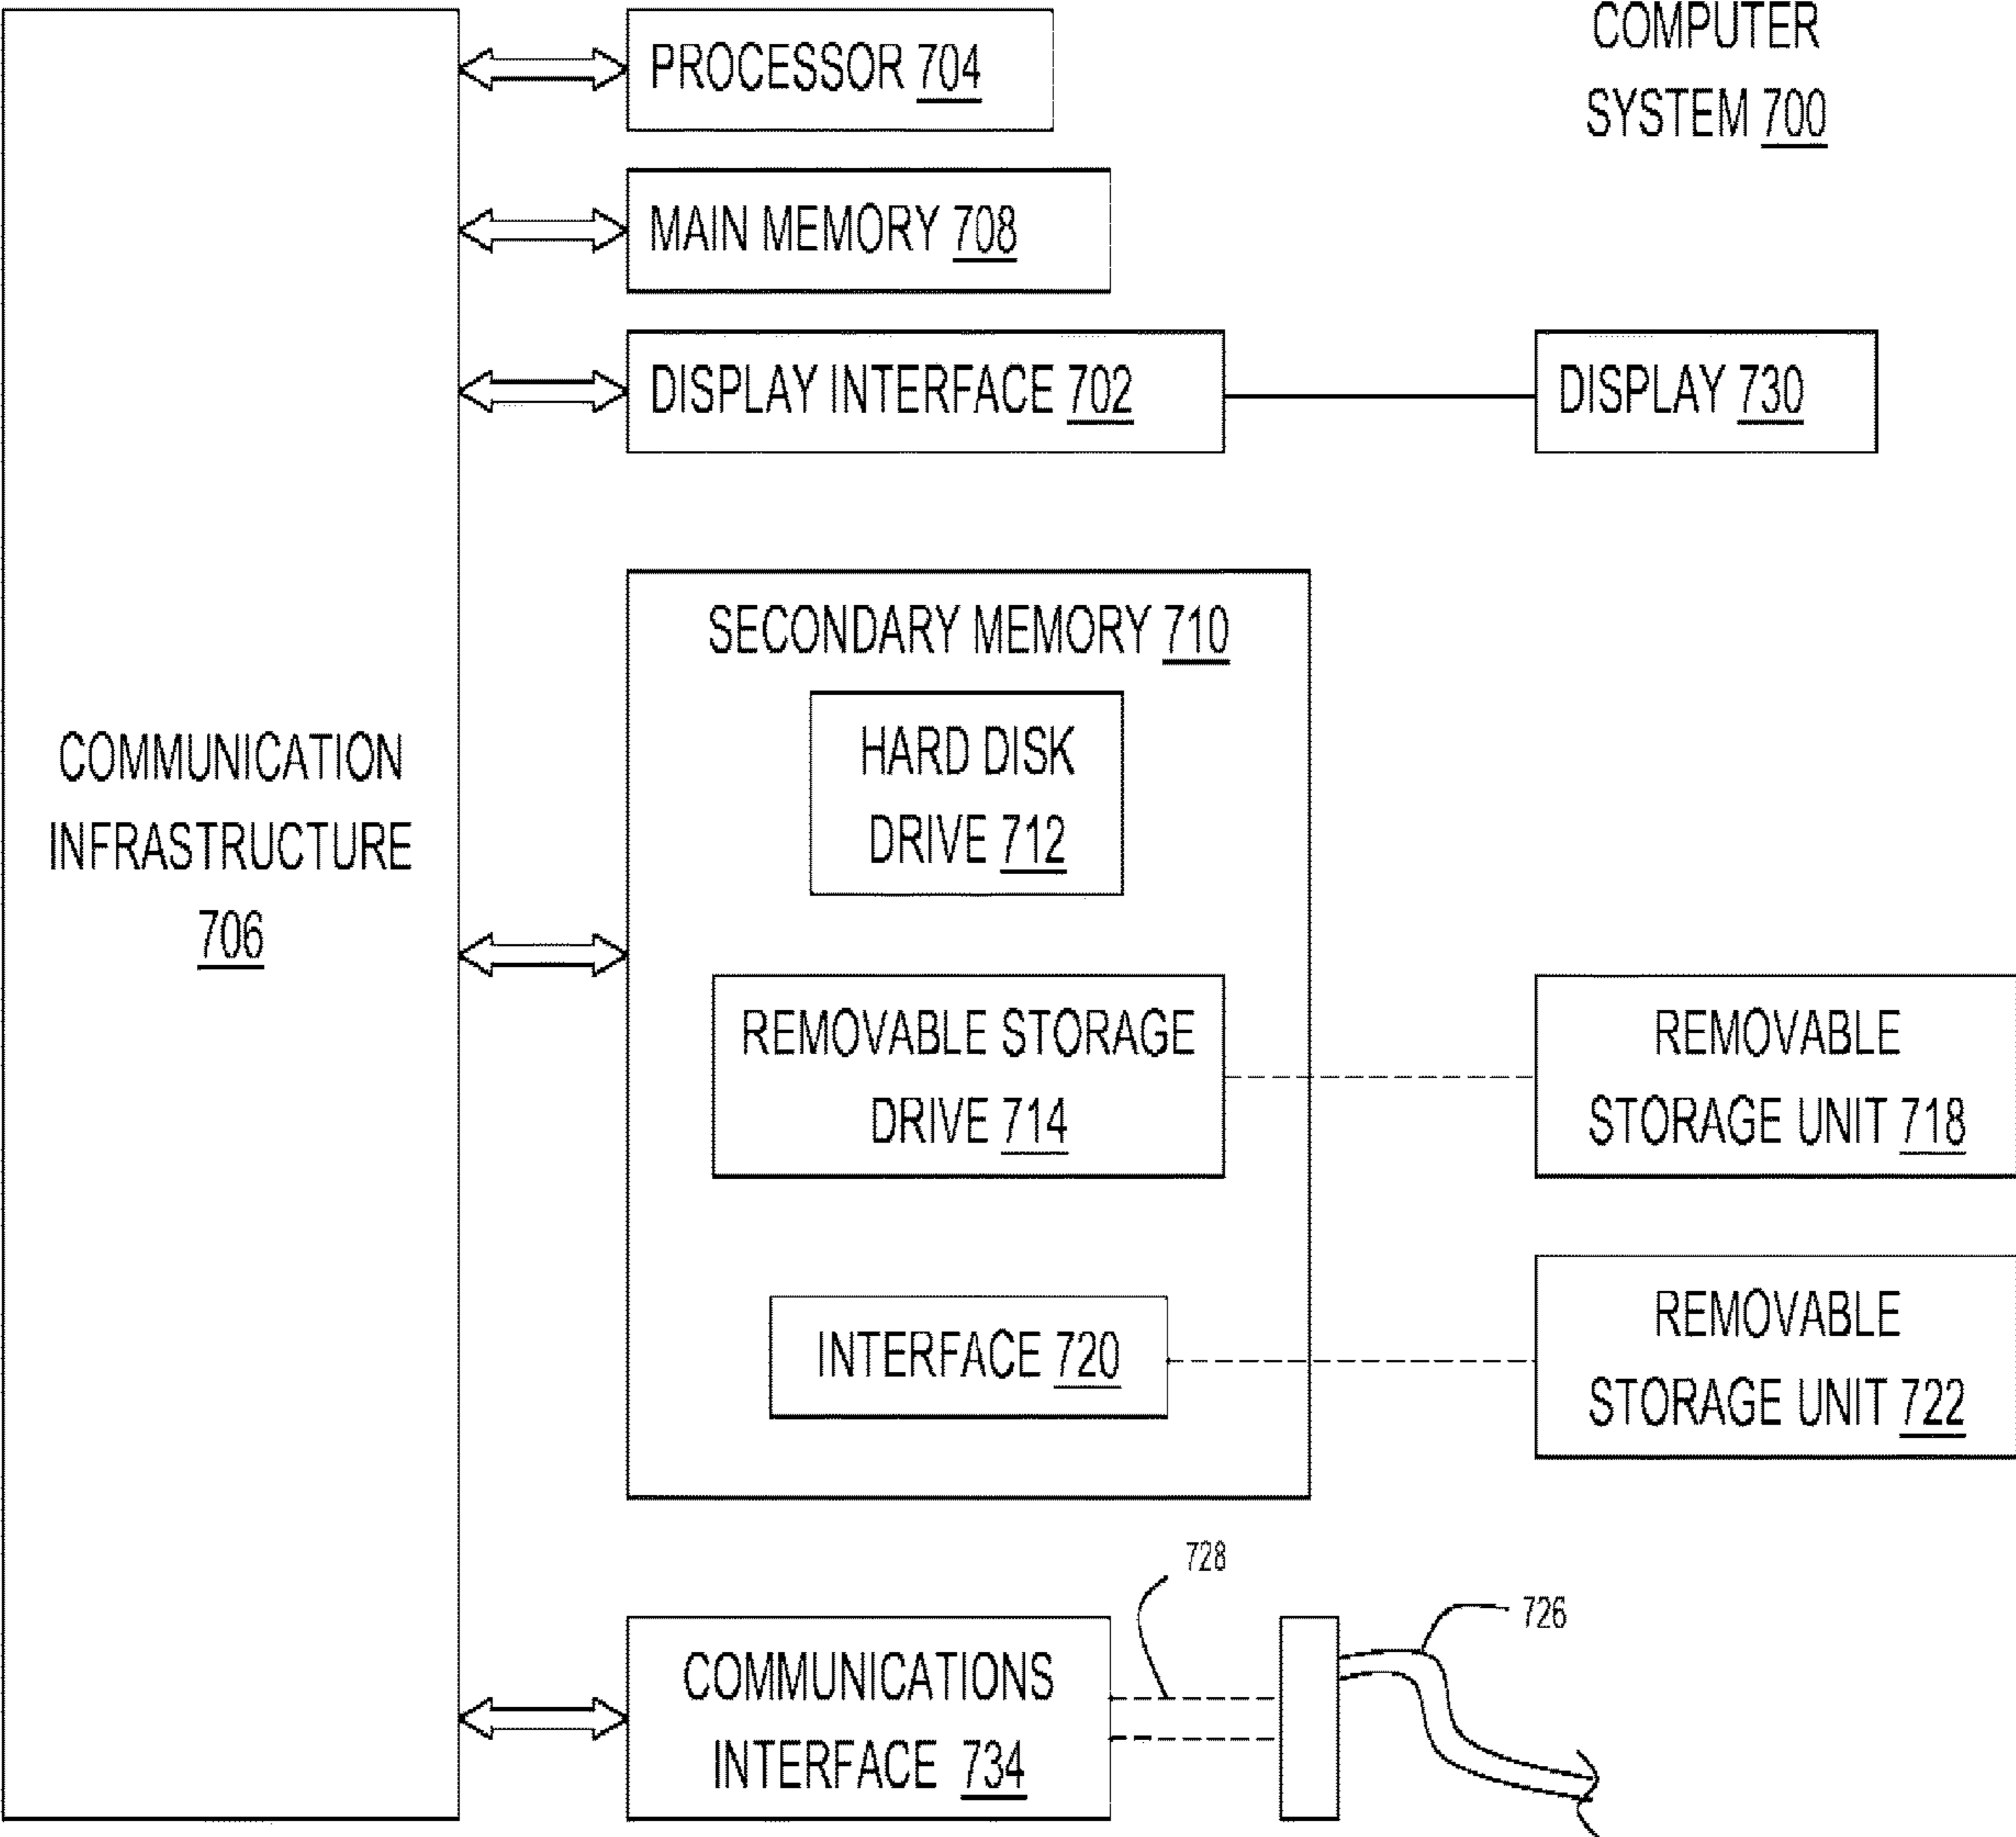 COMPUTER
SYSTEM 700
PROCESSOR 704
MAIN MEMORY 708
DISPLAY INTERFACE 702
DISPLAY 730
COMMUNICATION
INFRASTRUCTURE
706
SECONDARY MEMORY 710
HARD DISK
DRIVE 712
REMOVABLE STORAGE
DRIVE 714
REMOVABLE
STORAGE UNIT 718
INTERFACE 720
REMOVABLE
STORAGE UNIT 722
728
726
COMMUNICATIONS
INTERFACE 734